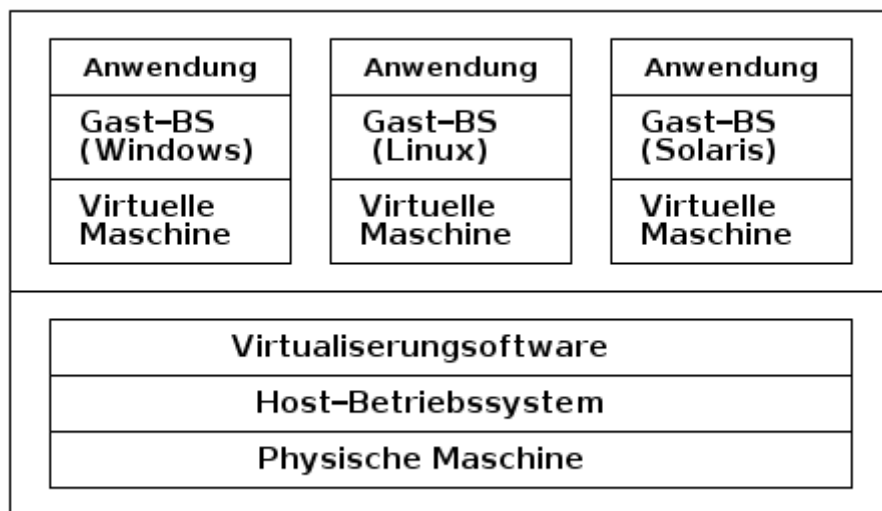 Anwendung
Gast–BS
(Windows)
Virtuelle
Maschine
Anwendung
Gast–BS
(Linux)
Virtuelle
Maschine
Anwendung
Gast–BS
(Solaris)
Virtuelle
Maschine
Virtualiserungsoftware
Host–Betriebssystem
Physische Maschine